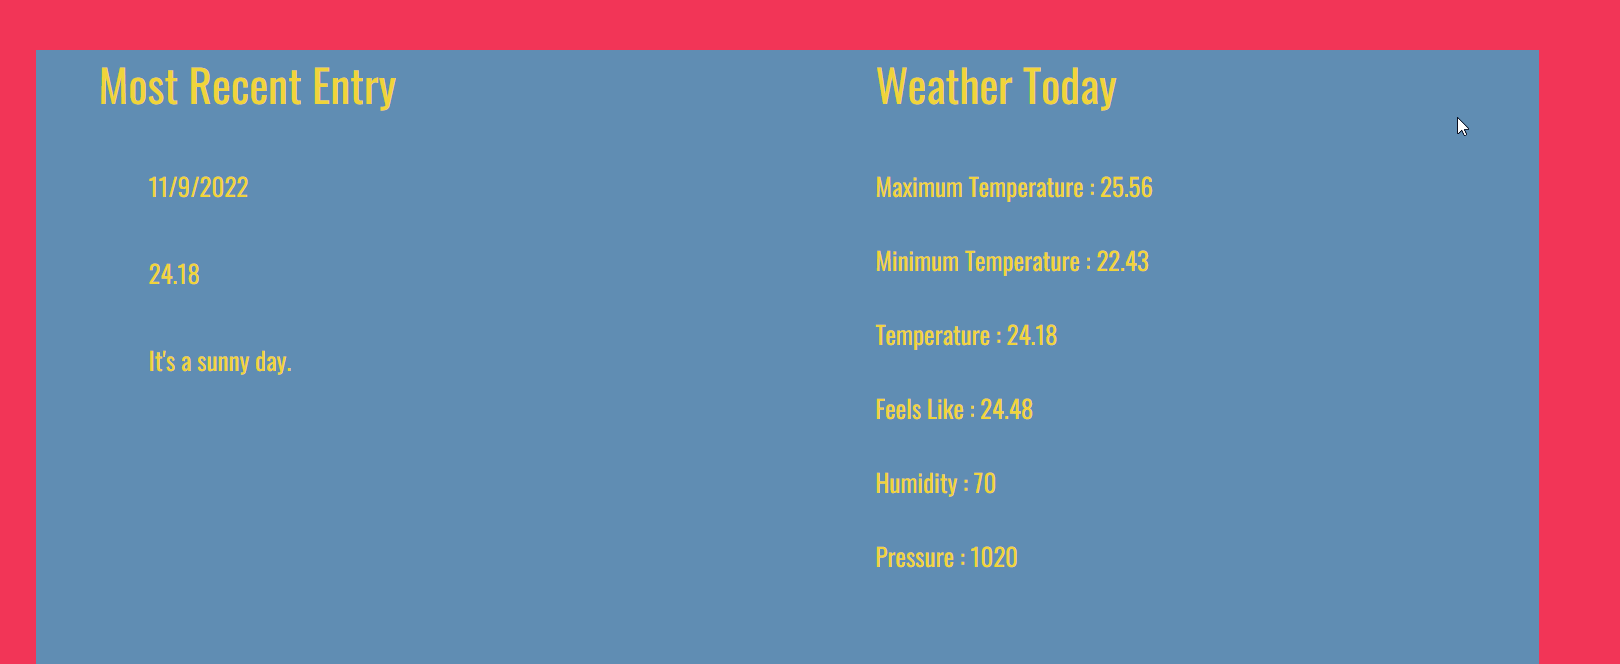 Most Recent Entry
11/9/2022
24.18
It's a sunny day.
Weather Today
Maximum Temperature : 25.56
Minimum Temperature : 22.43
Temperature : 24.18
Feels Like : 24.48
Humidity : 70
Pressure : 1020